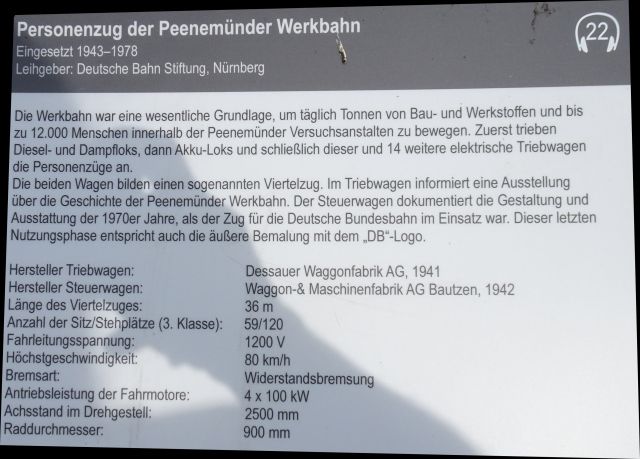 Personenzug der Peenemünder Werkbahn
22
Eingesetzt 1943–1978
Leihgeber: Deutsche Bahn Stiftung, Nürnberg
Die Werkbahn war eine wesentliche Grundlage, um täglich Tonnen von Bau- und Werkstoffen und bis
zu 12.000 Menschen innerhalb der Peenemünder Versuchsanstalten zu bewegen. Zuerst trieben
Diesel- und Dampfloks, dann Akku-Loks und schließlich dieser und 14 weitere elektrische Triebwagen
die Personenzüge an.
Die beiden Wagen bilden einen sogenannten Viertelzug. Im Triebwagen informiert eine Ausstellung
über die Geschichte der Peenemünder Werkbahn. Der Steuerwagen dokumentiert die Gestaltung und
Ausstattung der 1970er Jahre, als der Zug für die Deutsche Bundesbahn im Einsatz war. Dieser letzten
Nutzungsphase entspricht auch die äußere Bemalung mit dem „DB“-Logo.
Hersteller Triebwagen: Dessauer Waggonfabrik AG, 1941
Hersteller Steuerwagen: Waggon-& Maschinenfabrik AG Bautzen, 1942
Länge des Viertelzuges: 36 m
Anzahl der Sitz/Stehplätze (3. Klasse): 59/120
Fahrleitungsspannung: 1200 V
Höchstgeschwindigkeit: 80 km/h
Bremsart: Widerstandsbremsung
Antriebsleistung der Fahrmotore: 4 x 100 kW
Achsstand im Drehgestell: 2500 mm
Raddurchmesser: 900 mm